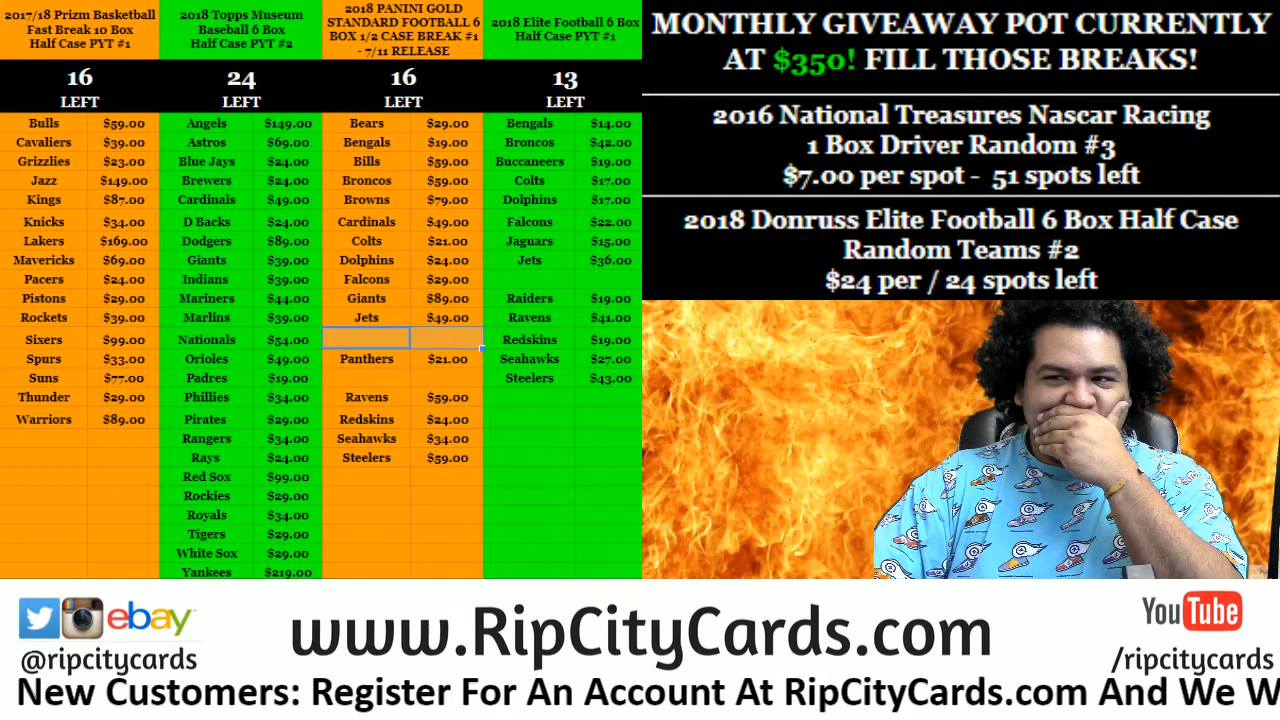 2017/18 Prizm Basketball
Fast Break 10 Box
Half Case PYT #1
16
LEFT
Bulls $59.00
Cavaliers $39.00
Grizzlies $23.00
Jazz $149.00
Kings $87.00
Knicks $34.00
Lakers $169.00
Mavericks $69.00
Pacers $24.00
Pistons $29.00
Rockets $39.00
Sixers $99.00
Spurs $33.00
Suns $77.00
Thunder $29.00
Warriors $89.00
2018 Topps Museum
Baseball 6 Box
Half Case PYT #2
24
LEFT
Angels $149.00
Astros $69.00
Blue Jays $24.00
Brewers $24.00
Cardinals $49.00
D Backs $24.00
Dodgers $89.00
Giants $39.00
Indians $39.00
Mariners $44.00
Marlins $39.00
Nationals $54.00
Orioles $49.00
Padres $19.00
Phillies $34.00
Pirates $29.00
Rangers $34.00
Rays $24.00
Red Sox $99.00
Rockies $29.00
Royals $34.00
Tigers $29.00
White Sox $29.00
Yankees $219.00
2018 PANINI GOLD
STANDARD FOOTBALL 6
BOX 1/2 CASE BREAK #1
- 7/11 RELEASE
16
LEFT
Bears $29.00
Bengals $19.00
Bills $59.00
Broncos $59.00
Browns $79.00
Cardinals $49.00
Colts $21.00
Dolphins $24.00
Falcons $29.00
Giants $89.00
Jets $49.00
Panthers $21.00
Ravens $59.00
Redskins $24.00
Seahawks $34.00
Steelers $59.00
2018 Elite Football 6 Box
Half Case PYT #1
13
LEFT
Bengals $14.00
Broncos $42.00
Buccaneers $19.00
Colts $17.00
Dolphins $17.00
Falcons $22.00
Jaguars $15.00
Jets $36.00
Raiders $19.00
Ravens $41.00
Redskins $19.00
Seahawks $27.00
Steelers $43.00
MONTHLY GIVEAWAY POT CURRENTLY
AT $350! FILL THOSE BREAKS!
2016 National Treasures Nascar Racing
1 Box Driver Random #3
$7.00 per spot - 51 spots left
2018 Donruss Elite Football 6 Box Half Case
Random Teams #2
$24 per / 24 spots left
ebay
@ripcitycards
www.RipCityCards.com
YouTube
/ripcitycards
New Customers: Register For An Account At RipCityCards.com And We W